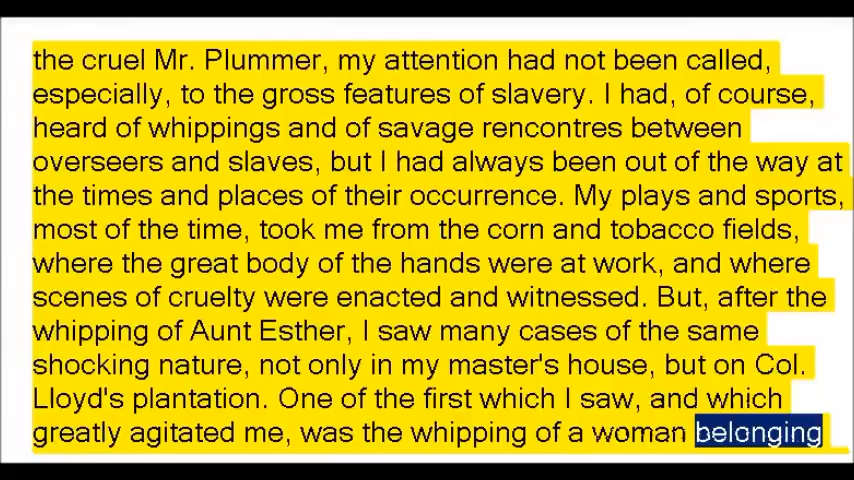 the cruel Mr. Plummer, my attention had not been called,
especially, to the gross features of slavery. I had, of course,
heard of whippings and of savage rencontres between
overseers and slaves, but I had always been out of the way at
the times and places of their occurrence. My plays and sports,
most of the time, took me from the corn and tobacco fields,
where the great body of the hands were at work, and where
scenes of cruelty were enacted and witnessed. But, after the
whipping of Aunt Esther, I saw many cases of the same
shocking nature, not only in my master's house, but on Col.
Lloyd's plantation. One of the first which I saw, and which
greatly agitated me, was the whipping of a woman belonging